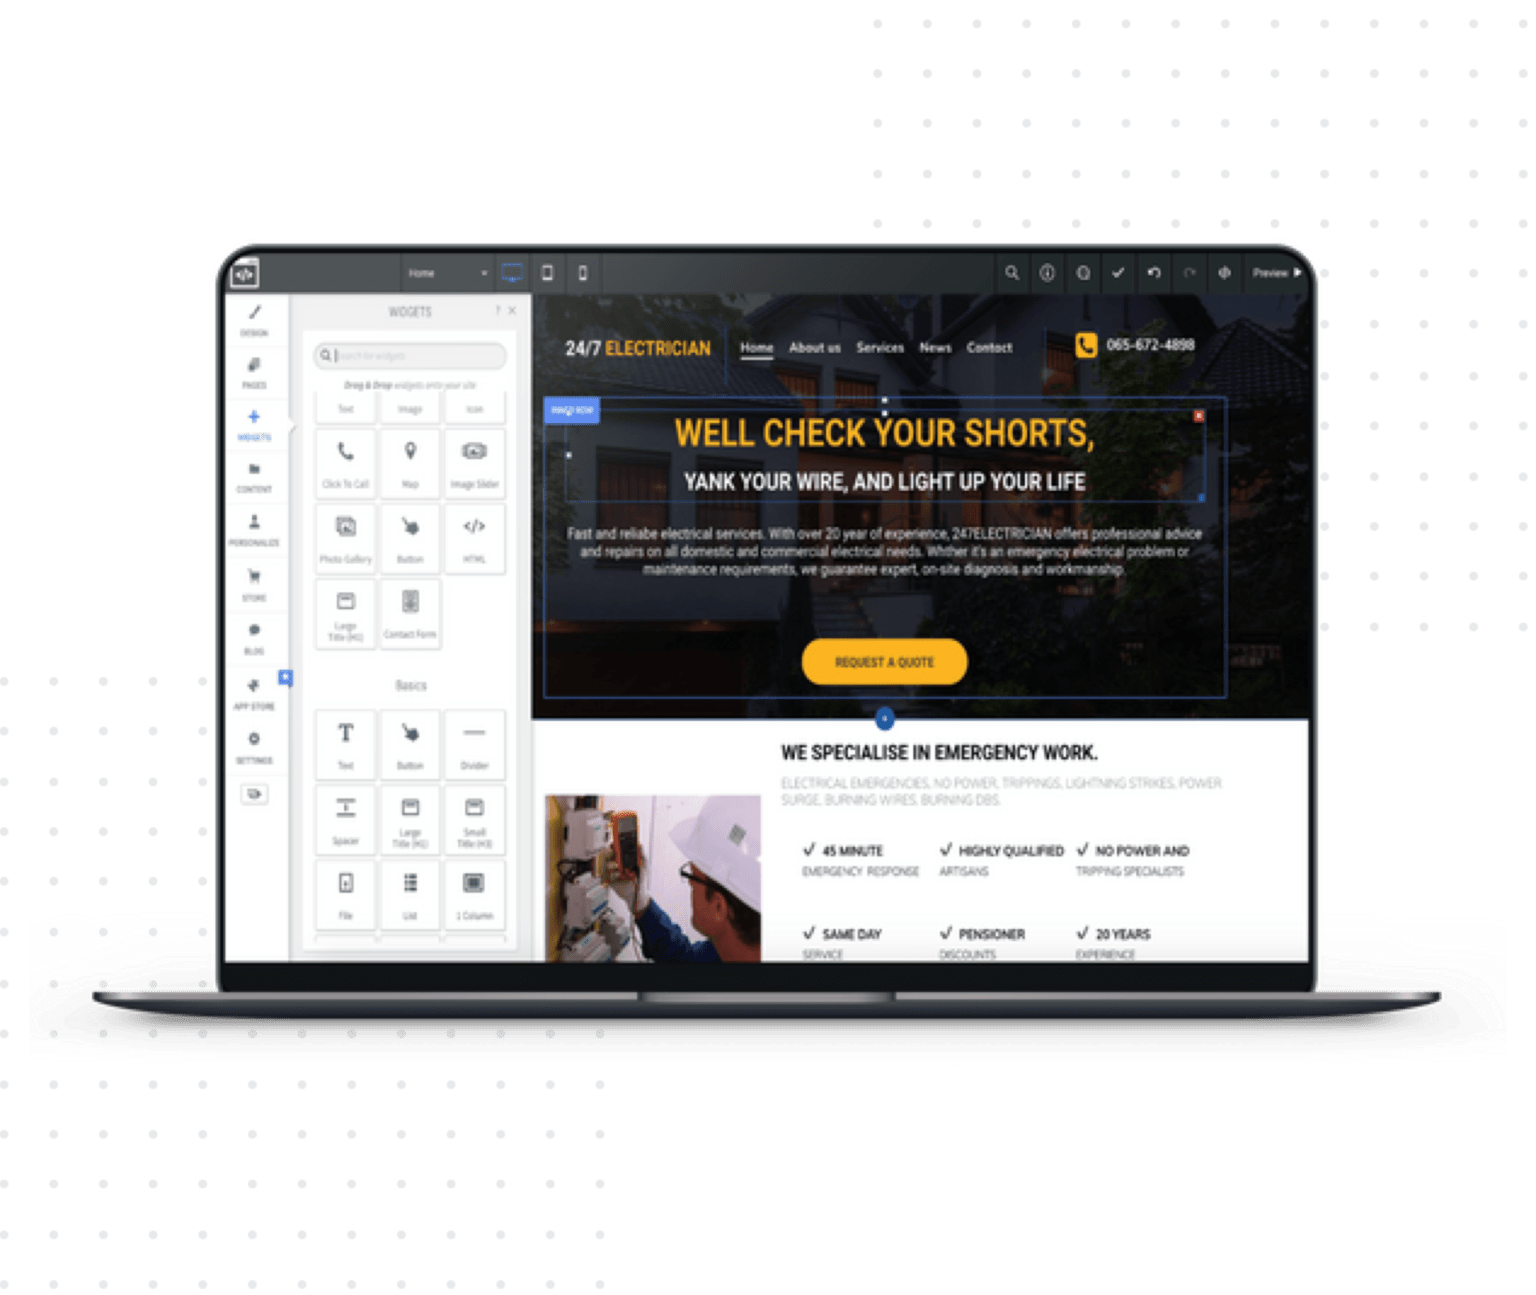 Home
Preview
DESIGN
PAGES
WIDGETS
CONTENT
PERSONALIZE
STORE
BLOG
APP STORE
SETTINGS
WIDGETS
? ×
Search for widgets
Drag & Drop widgets onto your site
Text Image Icon
Click To Call Map Image Slider
Photo Gallery Button HTML
Large
Title (H1) Contact Form
Basics
Text Button Divider
Spacer Large
Title (H1) Small
Title (H3)
File List 1 Column
24/7 ELECTRICIAN
Home About us Services News Contact
065-672-4898
WELL CHECK YOUR SHORTS,
YANK YOUR WIRE, AND LIGHT UP YOUR LIFE
Fast and reliabe electrical services. With over 20 year of experience, 247ELECTRICIAN offers professional advice
and repairs on all domestic and commercial electrical needs. Whither it's an emergency electrical problem or
maintenance requirements, we guarantee expert, on-site diagnosis and workmanship.
REQUEST A QUOTE
WE SPECIALISE IN EMERGENCY WORK.
ELECTRICAL EMERGENCIES, NO POWER, TRIPPINGS, LIGHTNING STRIKES, POWER
SURGE, BURNING WIRES, BURNING DBS.
✓ 45 MINUTE
EMERGENCY RESPONSE
✓ HIGHLY QUALIFIED
ARTISANS
✓ NO POWER AND
TRIPPING SPECIALISTS
✓ SAME DAY
SERVICE
✓ PENSIONER
DISCOUNTS
✓ 20 YEARS
EXPERIENCE